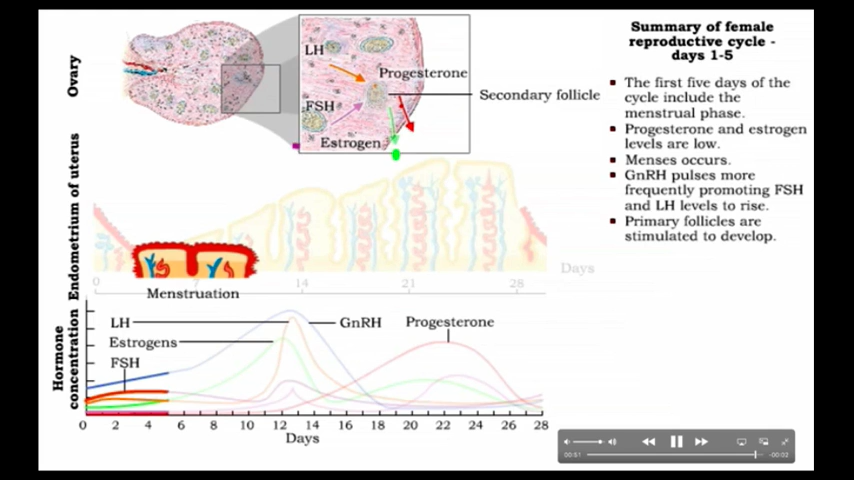 Summary of female
reproductive cycle -
days 1-5
The first five days of the
cycle include the
menstrual phase.
Progesterone and estrogen
levels are low.
Menses occurs.
GnRH pulses more
frequently promoting FSH
and LH levels to rise.
Primary follicles are
stimulated to develop.
Ovary
LH
Progesterone
Secondary follicle
FSH
Estrogen
Endometrium of uterus
0 7 14 21 28
Days
Menstruation
Hormone
concentration
LH
GnRH
Progesterone
Estrogens
FSH
0 2 4 6 8 10 12 14 16 18 20 22 24 26 28
Days
00:51
-00:02